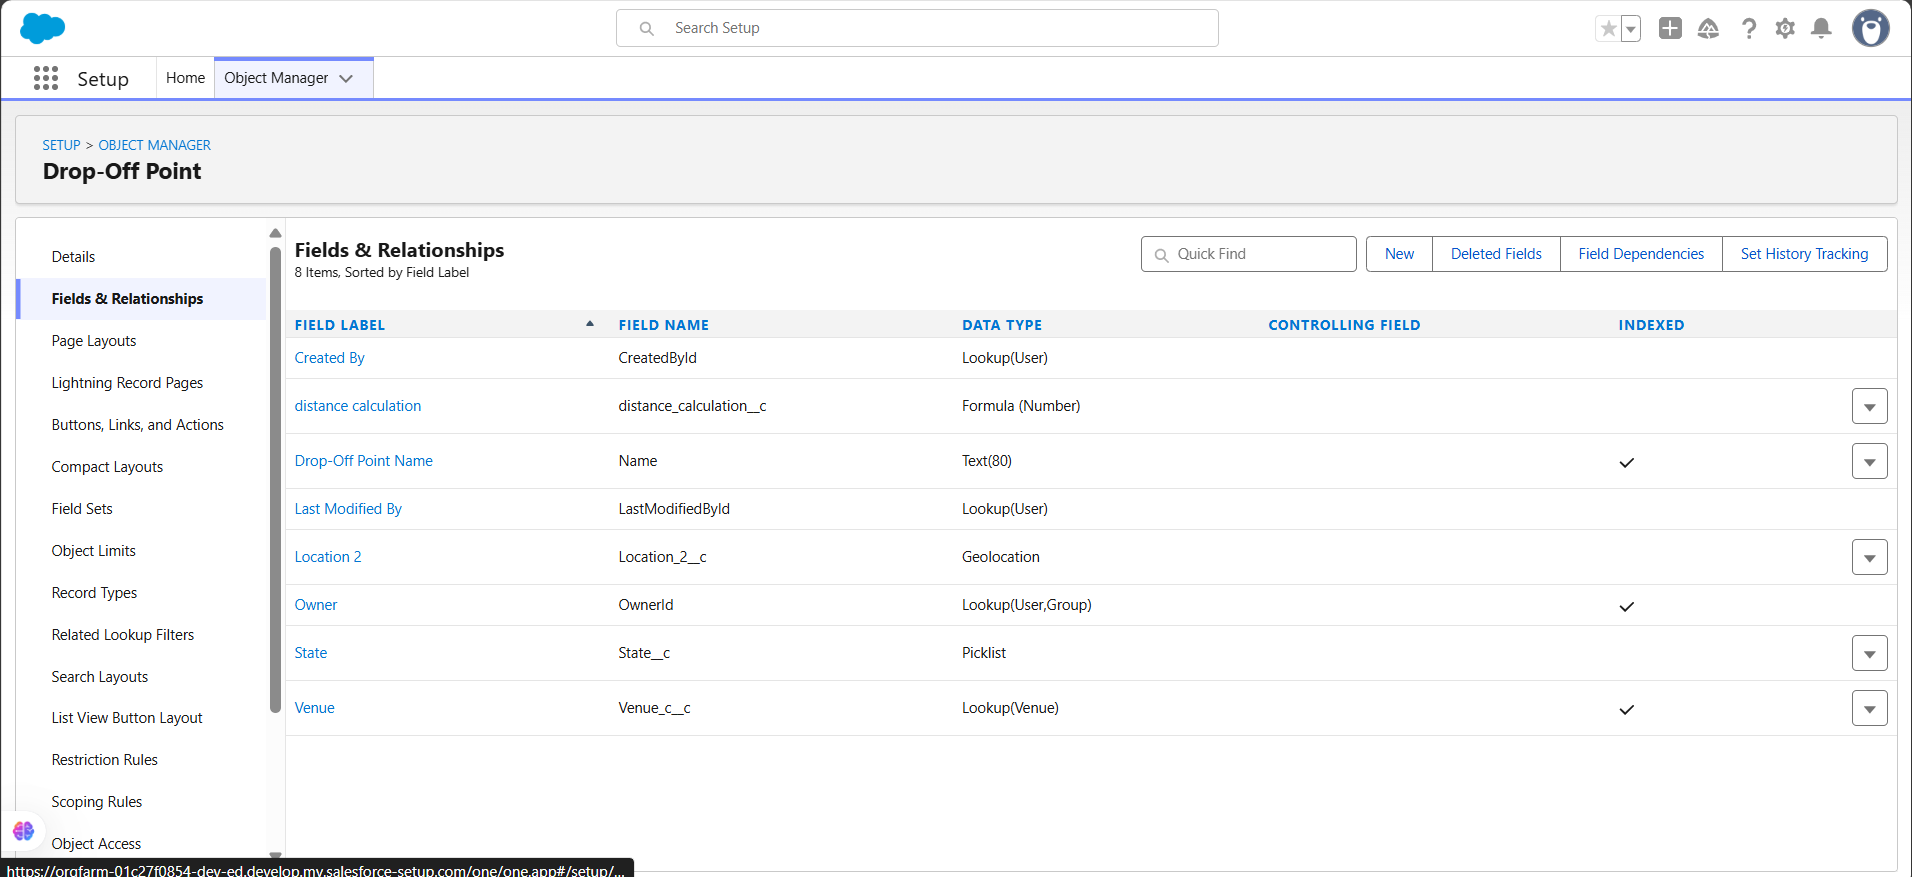 Search Setup
Setup
Home
Object Manager
SETUP > OBJECT MANAGER
Drop-Off Point
Details
Fields & Relationships
Page Layouts
Lightning Record Pages
Buttons, Links, and Actions
Compact Layouts
Field Sets
Object Limits
Record Types
Related Lookup Filters
Search Layouts
List View Button Layout
Restriction Rules
Scoping Rules
Object Access
Fields & Relationships
8 Items, Sorted by Field Label
Quick Find
New
Deleted Fields
Field Dependencies
Set History Tracking
FIELD LABEL FIELD NAME DATA TYPE CONTROLLING FIELD INDEXED
Created By CreatedById Lookup(User)
distance calculation distance_calculation__c Formula (Number)
Drop-Off Point Name Name Text(80)
Last Modified By LastModifiedById Lookup(User)
Location 2 Location_2__c Geolocation
Owner OwnerId Lookup(User,Group)
State State__c Picklist
Venue Venue_c__c Lookup(Venue)
https://orgfarm-01c27f0854-dev-ed.develop.my.salesforce-setup.com/one/one.app#/setup/...